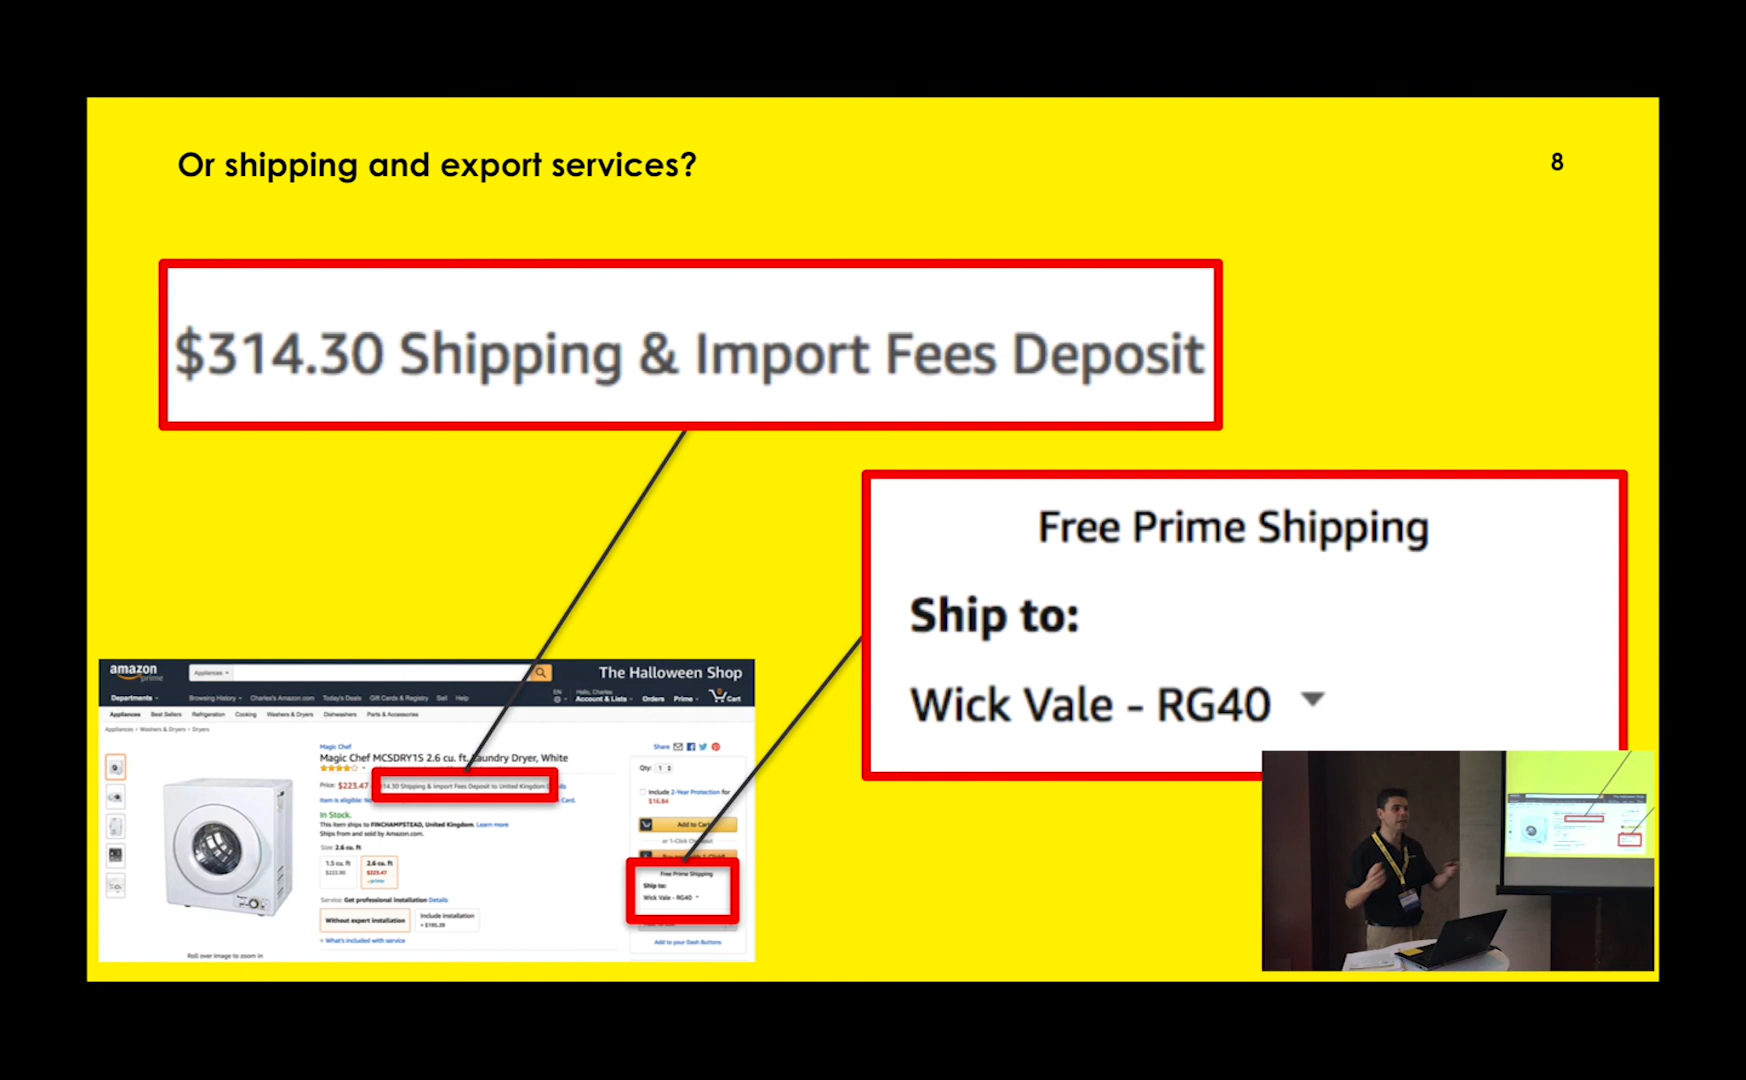 Or shipping and export services?
8
$314.30 Shipping & Import Fees Deposit
Free Prime Shipping
Ship to:
Wick Vale - RG40
amazon
prime
Appliances
The Halloween Shop
Departments
Browsing History
Charles's Amazon.com
Today's Deals
Gift Cards & Registry
Sell
Help
EN
Hello, Charles
Account & Lists
Orders
Prime
Cart
Appliances
Best Sellers
Refrigeration
Cooking
Washers & Dryers
Dishwashers
Parts & Accessories
Appliances › Washers & Dryers › Dryers
Magic Chef
Share
Magic Chef MCSDRY1S 2.6 cu. ft. Laundry Dryer, White
Price: $223.47
14.30 Shipping & Import Fees Deposit to United Kingdom
Item is eligible:
Card.
In Stock.
This item ships to FINCHAMPSTEAD, United Kingdom. Learn more
Ships from and sold by Amazon.com.
Size: 2.6 cu. ft
1.5 cu. ft
$222.90
2.6 cu. ft
$223.47
prime
Service: Get professional installation Details
Without expert installation
Include installation
+ $195.39
What's included with service
Roll over image to zoom in
Qty: 1
Include 2-Year Protection for
$16.84
Add to Cart
or 1-Click Checkout
Free Prime Shipping
Ship to:
Wick Vale - RG40
Add to your Dash Buttons